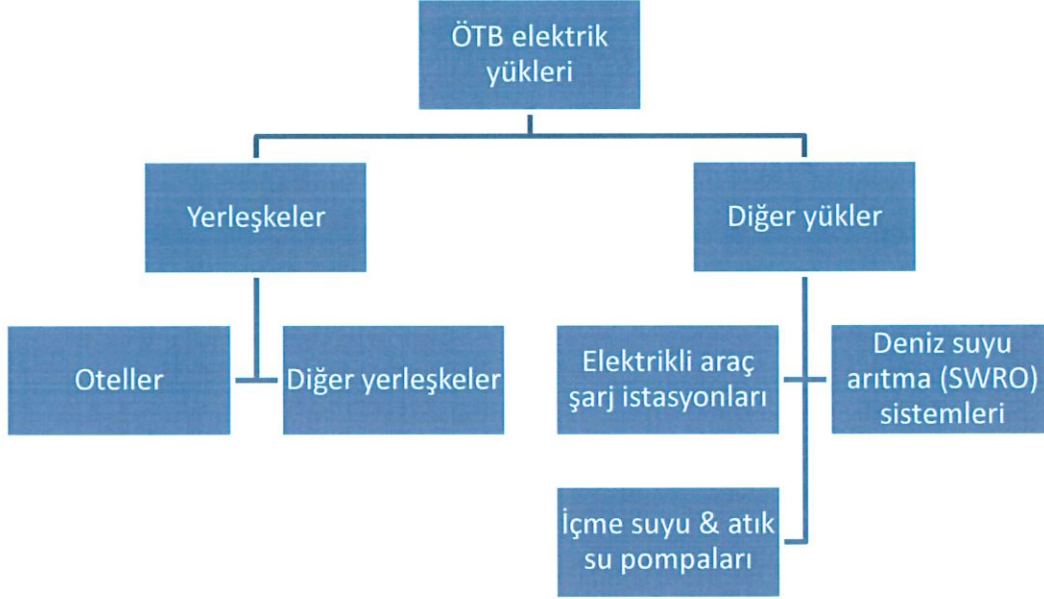 ÖTB elektrik
yükleri
Yerleşkeler
Diğer yükler
Oteller
Diğer yerleşkeler
Elektrikli araç
şarj istasyonları
Deniz suyu
arıtma (SWRO)
sistemleri
İçme suyu & atık
su pompaları